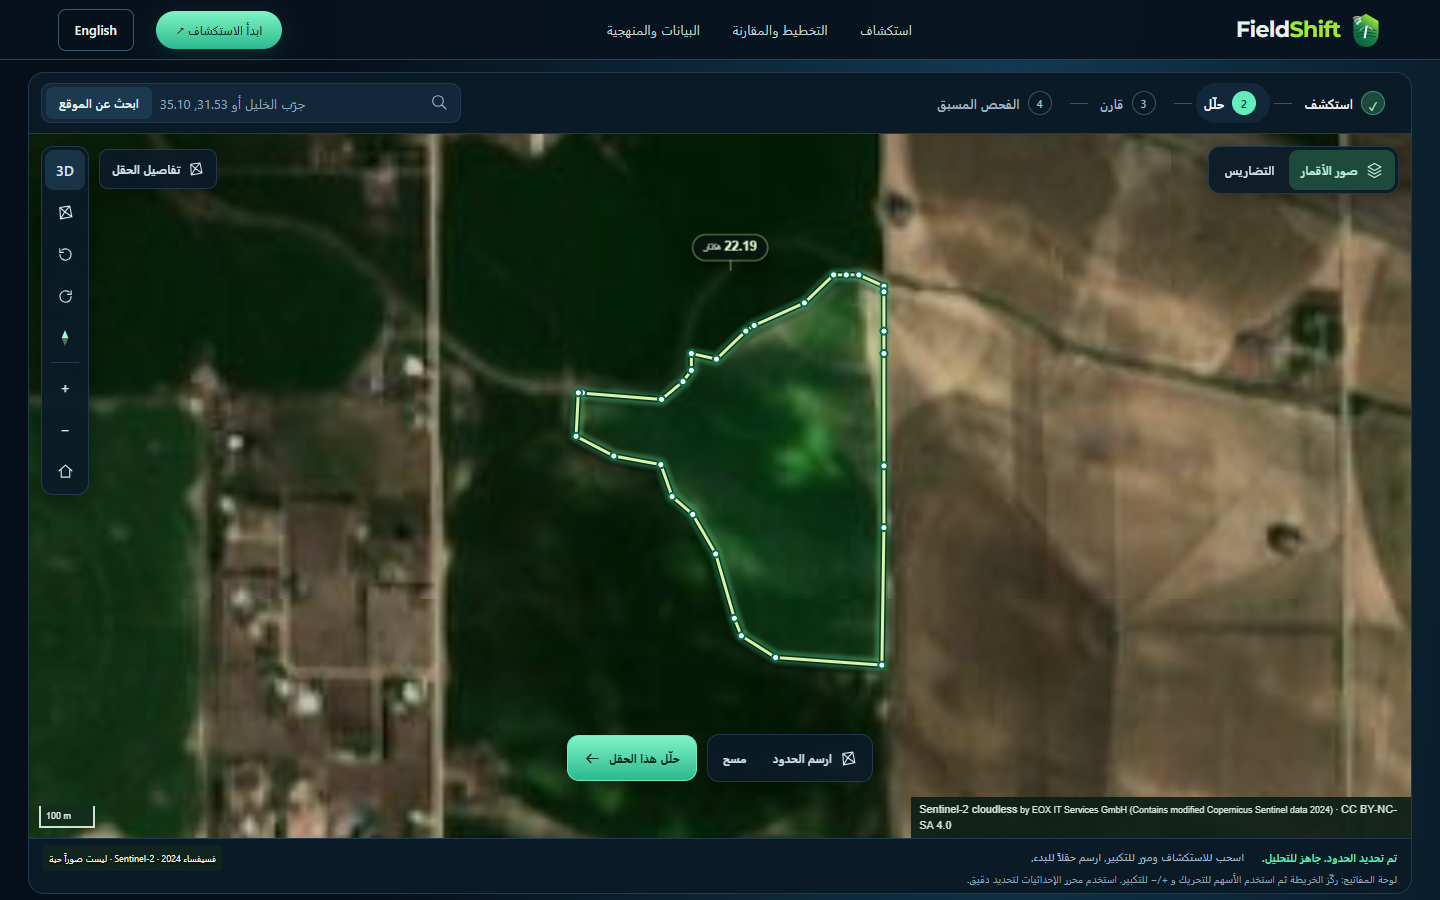 FieldShift
استكشاف
التخطيط والمقارنة
البيانات والمنهجية
ابدأ الاستكشاف ↗
English
✓ استكشف
2 حلّل
3 قارن
4 الفحص المسبق
جرّب الخليل أو 31.53, 35.10
ابحث عن الموقع
صور الأقمار
التضاريس
تفاصيل الحقل
3D
+
−
22.19 هكتار
ارسم الحدود
مسح
حلّل هذا الحقل ←
100 m
Sentinel-2 cloudless by EOX IT Services GmbH (Contains modified Copernicus Sentinel data 2024) · CC BY-NC-
SA 4.0
تم تحديد الحدود. جاهز للتحليل.
اسحب للاستكشاف ومرر للتكبير. ارسم حقلاً للبدء.
فسيفساء Sentinel-2 · 2024 · ليست صوراً حية
لوحة المفاتيح: ركّز الخريطة ثم استخدم الأسهم للتحريك و +/− للتكبير. استخدم محرر الإحداثيات لتحديد دقيق.